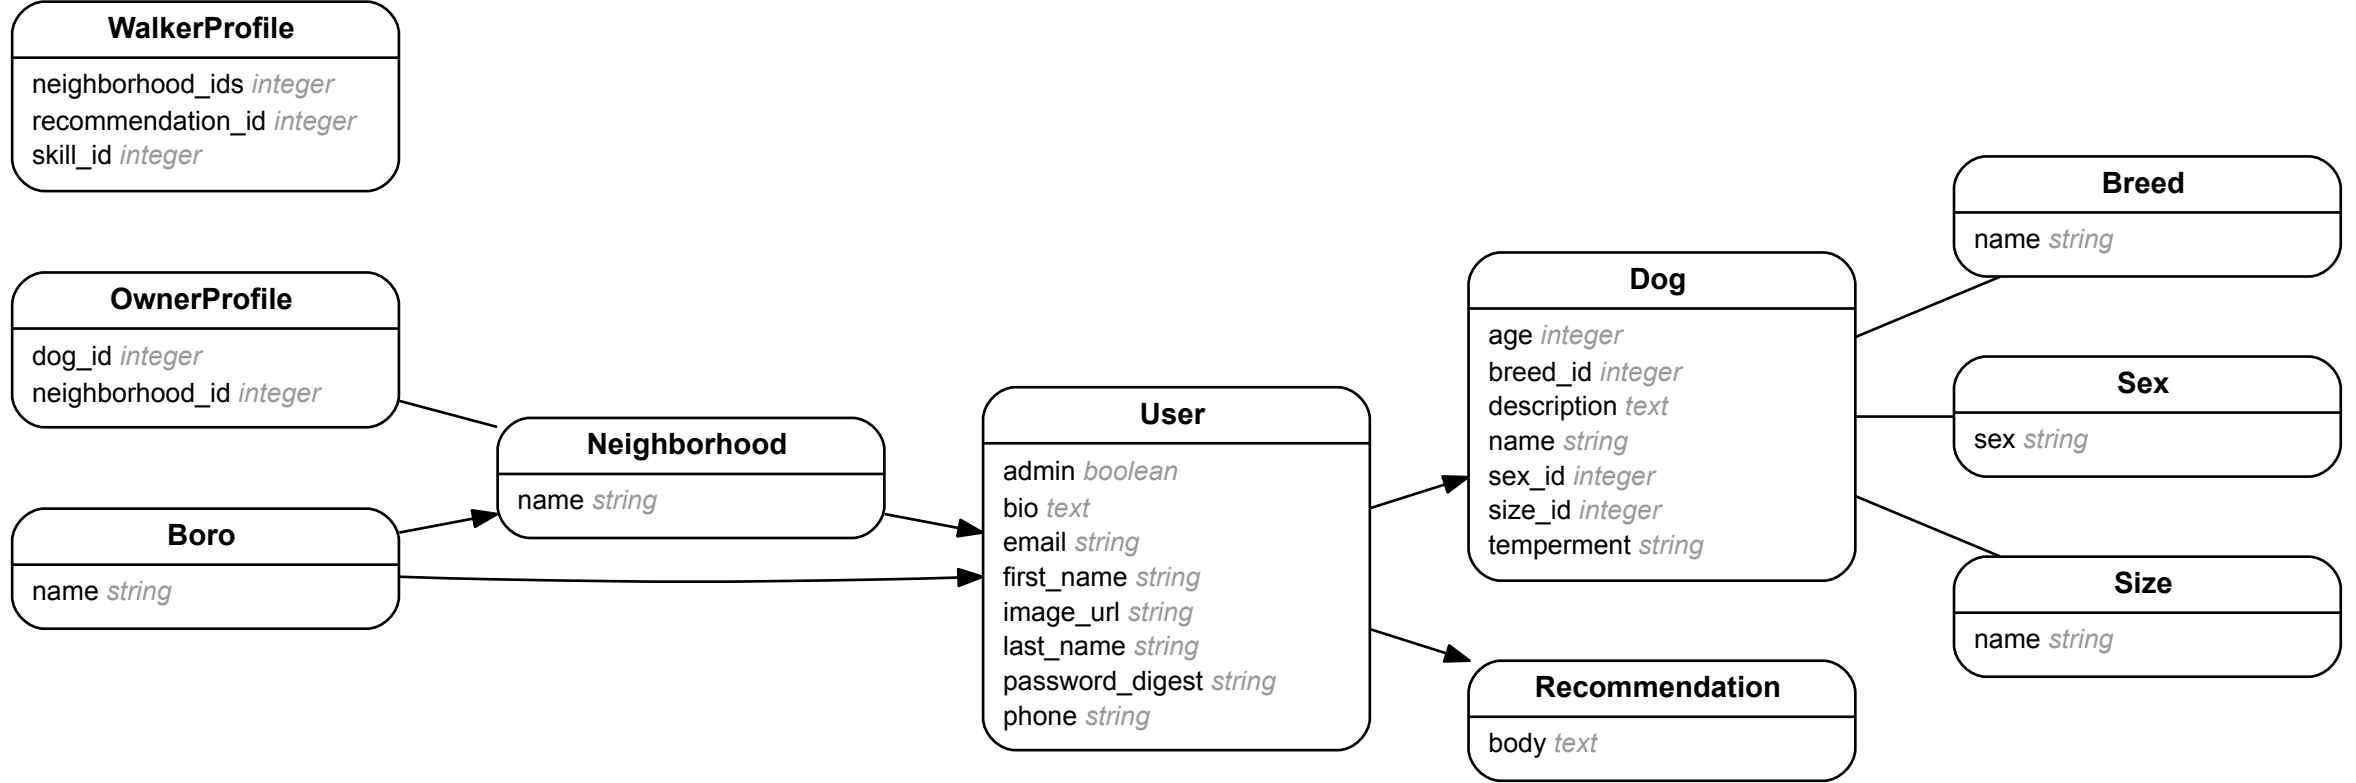 WalkerProfile
neighborhood_ids integer
recommendation_id integer
skill_id integer
OwnerProfile
dog_id integer
neighborhood_id integer
Boro
name string
Neighborhood
name string
User
admin boolean
bio text
email string
first_name string
image_url string
last_name string
password_digest string
phone string
Dog
age integer
breed_id integer
description text
name string
sex_id integer
size_id integer
temperment string
Recommendation
body text
Breed
name string
Sex
sex string
Size
name string